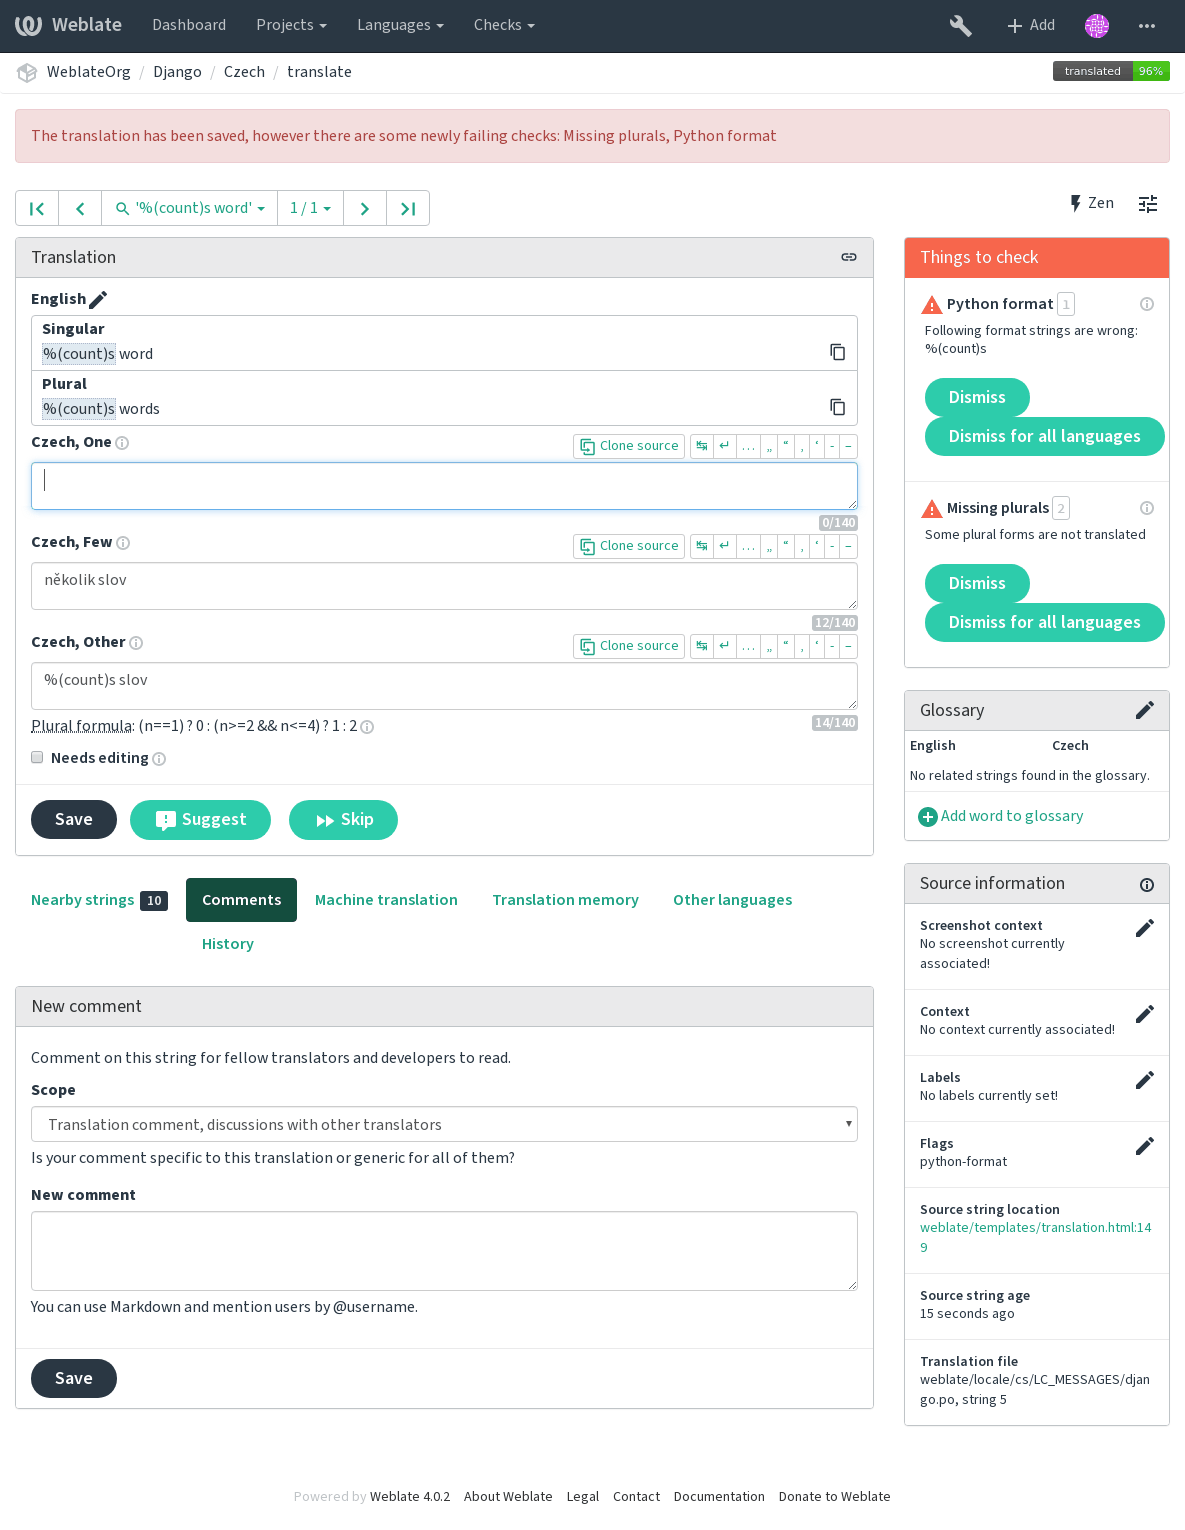 Weblate Dashboard Projects Languages Checks Add
WeblateOrg / Django / Czech / translate translated 96%
The translation has been saved, however there are some newly failing checks: Missing plurals, Python format
'%(count)s word' 1 / 1 Zen
Translation
English
Singular
%(count)s word
Plural
%(count)s words
Czech, One Clone source ↹ ↵ … „ “ ‚ ‘ - –
0/140
Czech, Few Clone source ↹ ↵ … „ “ ‚ ‘ - –
několik slov
12/140
Czech, Other Clone source ↹ ↵ … „ “ ‚ ‘ - –
%(count)s slov
14/140
Plural formula: (n==1) ? 0 : (n>=2 && n<=4) ? 1 : 2
Needs editing
Save Suggest Skip
Nearby strings 10 Comments Machine translation Translation memory Other languages
History
New comment
Comment on this string for fellow translators and developers to read.
Scope
Translation comment, discussions with other translators
Is your comment specific to this translation or generic for all of them?
New comment
You can use Markdown and mention users by @username.
Save
Things to check
Python format 1
Following format strings are wrong:
%(count)s
Dismiss
Dismiss for all languages
Missing plurals 2
Some plural forms are not translated
Dismiss
Dismiss for all languages
Glossary
English Czech
No related strings found in the glossary.
Add word to glossary
Source information
Screenshot context
No screenshot currently
associated!
Context
No context currently associated!
Labels
No labels currently set!
Flags
python-format
Source string location
weblate/templates/translation.html:14
9
Source string age
15 seconds ago
Translation file
weblate/locale/cs/LC_MESSAGES/djan
go.po, string 5
Powered by Weblate 4.0.2 About Weblate Legal Contact Documentation Donate to Weblate